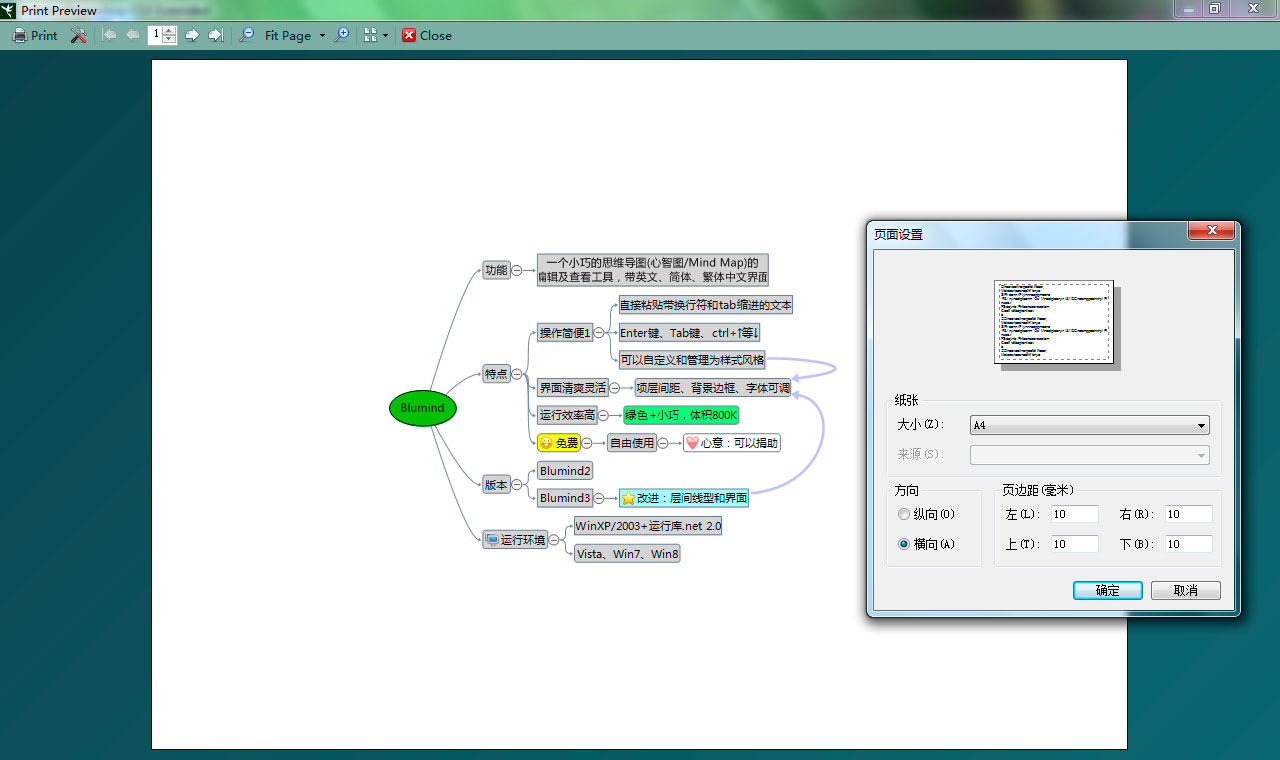 Print Preview
Print
1
Fit Page
Close
功能
一个小巧的思维导图(心智图/Mind Map)的
编辑及查看工具，带英文、简体、繁体中文界面
直接粘贴带换行符和tab缩进的文本
操作简便1
Enter键、Tab键、ctrl+↑等↓
可以自定义和管理为样式风格
特点
界面清爽灵活
项层间距、背景边框、字体可调
Blumind
运行效率高
绿色+小巧，体积800K
免费
自由使用
心意：可以捐助
版本
Blumind2
Blumind3
改进：层间线型和界面
运行环境
WinXP/2003+运行库.net 2.0
Vista、Win7、Win8
页面设置
纸张
大小(Z):
A4
来源(S):
方向
纵向(O)
横向(A)
页边距(毫米)
左(L): 10 右(R): 10
上(T): 10 下(B): 10
确定 取消